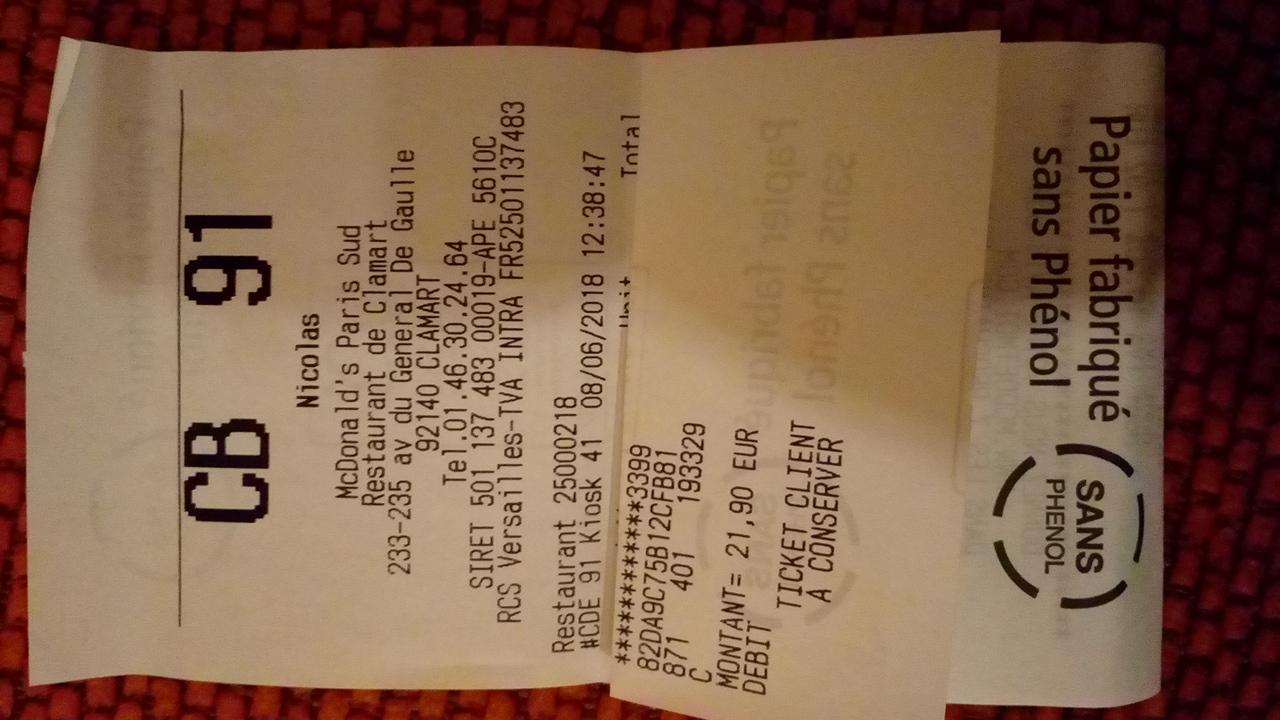 CB 91
Nicolas
McDonald's Paris Sud
Restaurant de Clamart
233-235 av du General De Gaulle
92140 CLAMART
Tel.01.46.30.24.64
SIRET 501 137 483 00019-APE 5610C
RCS Versailles-TVA INTRA FR52501137483
Restaurant 25000218
#CDE 91 Kiosk 41 08/06/2018 12:38:47
Unit Total
************3399
82DA9C75B12CFB81
871 401 193329
C
MONTANT= 21,90 EUR
DEBIT
TICKET CLIENT
A CONSERVER
Papier fabriqué
sans Phénol
SANS
PHENOL